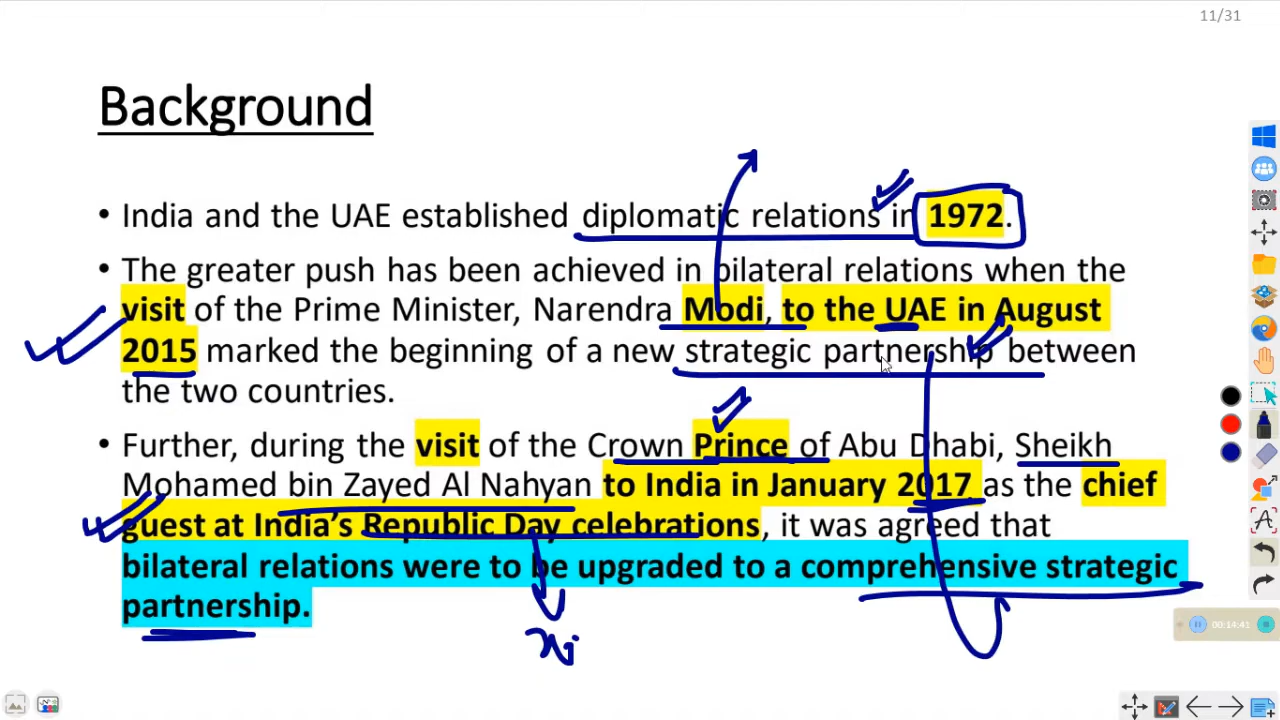 11/31
Background
• India and the UAE established diplomatic relations in 1972.
• The greater push has been achieved in bilateral relations when the
visit of the Prime Minister, Narendra Modi, to the UAE in August
2015 marked the beginning of a new strategic partnership between
the two countries.
• Further, during the visit of the Crown Prince of Abu Dhabi, Sheikh
Mohamed bin Zayed Al Nahyan to India in January 2017 as the chief
guest at India’s Republic Day celebrations, it was agreed that
bilateral relations were to be upgraded to a comprehensive strategic
partnership.
00:14:41